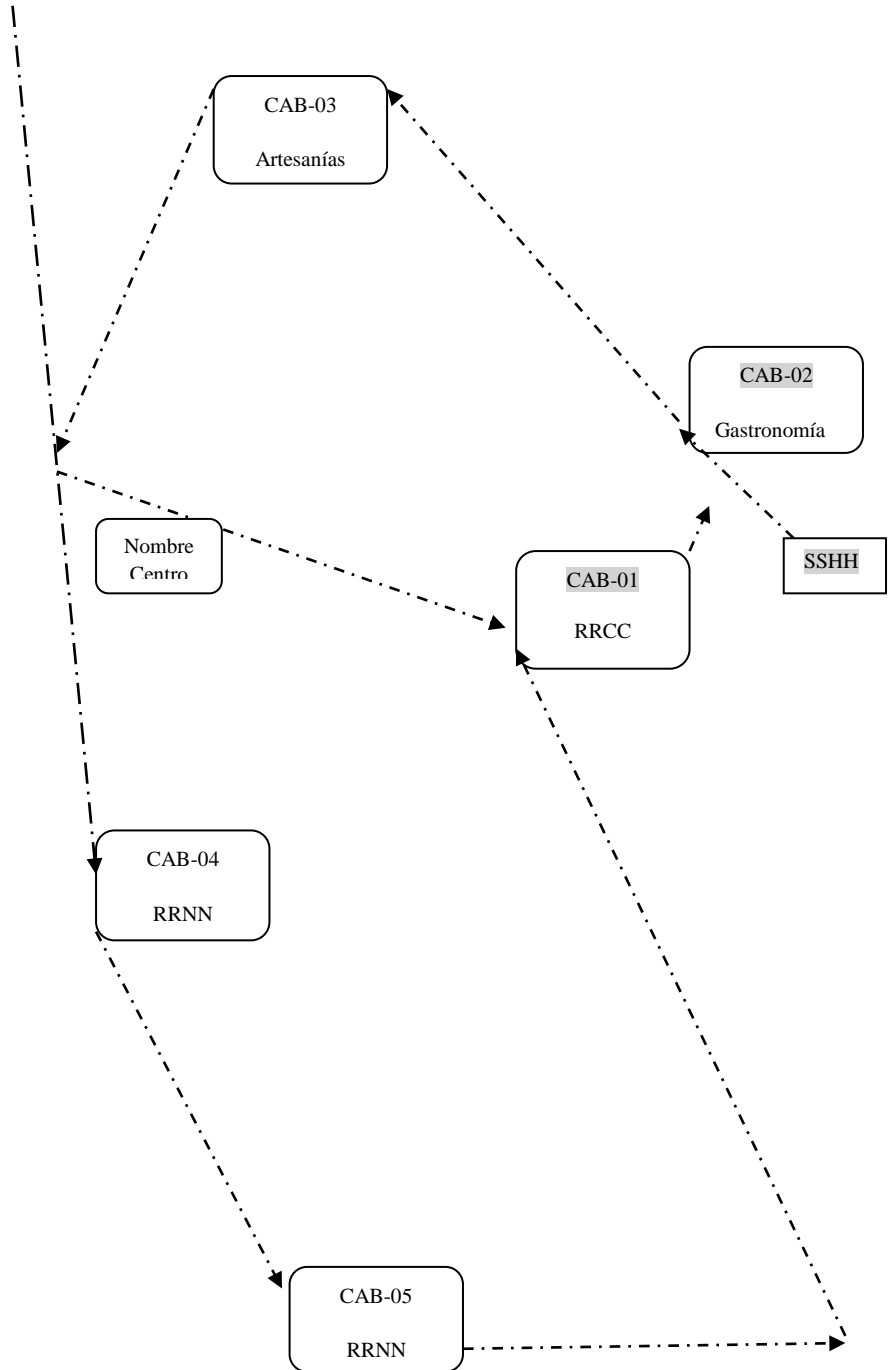 CAB-03
Artesanías
CAB-02
Gastronomía
Nombre
Centro
CAB-01
RRCC
SSHH
CAB-04
RRNN
CAB-05
RRNN